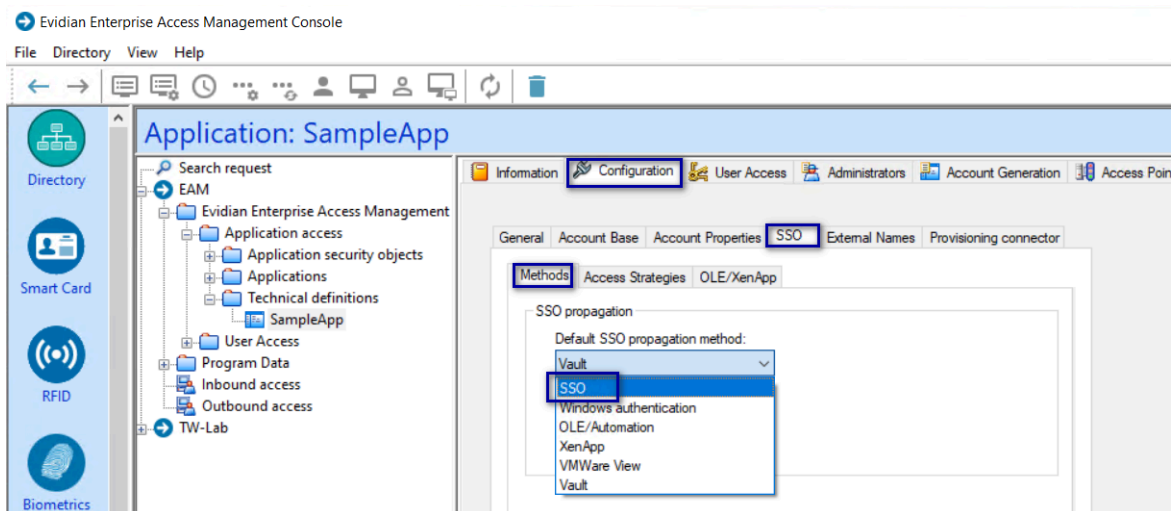 Evidian Enterprise Access Management Console
File Directory View Help
Application: SampleApp
Directory
Smart Card
RFID
Biometrics
Search request
EAM
Evidian Enterprise Access Management
Application access
Application security objects
Applications
Technical definitions
SampleApp
User Access
Program Data
Inbound access
Outbound access
TW-Lab
Information Configuration User Access Administrators Account Generation Access Poin
General Account Base Account Properties SSO External Names Provisioning connector
Methods Access Strategies OLE/XenApp
SSO propagation
Default SSO propagation method:
Vault
SSO
Windows authentication
OLE/Automation
XenApp
VMWare View
Vault